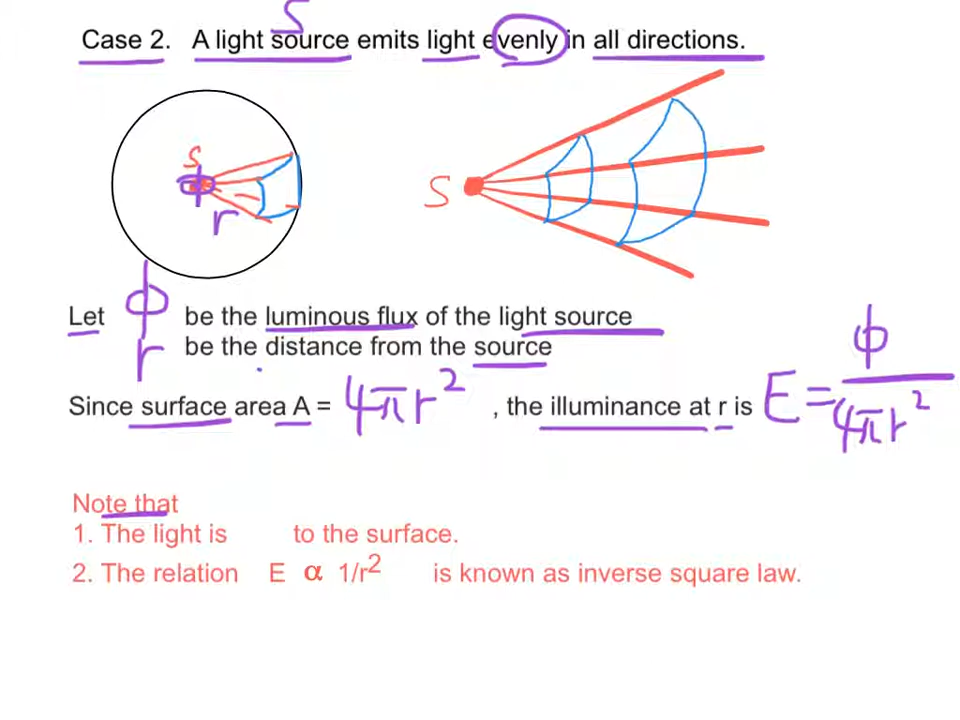 S
Case 2. A light source emits light evenly in all directions.
S
ϕ
r
S
Let ϕ be the luminous flux of the light source
r be the distance from the source
Since surface area A = 4πr² , the illuminance at r is E = ϕ/4πr²
Note that
1. The light is to the surface.
2. The relation E α 1/r² is known as inverse square law.